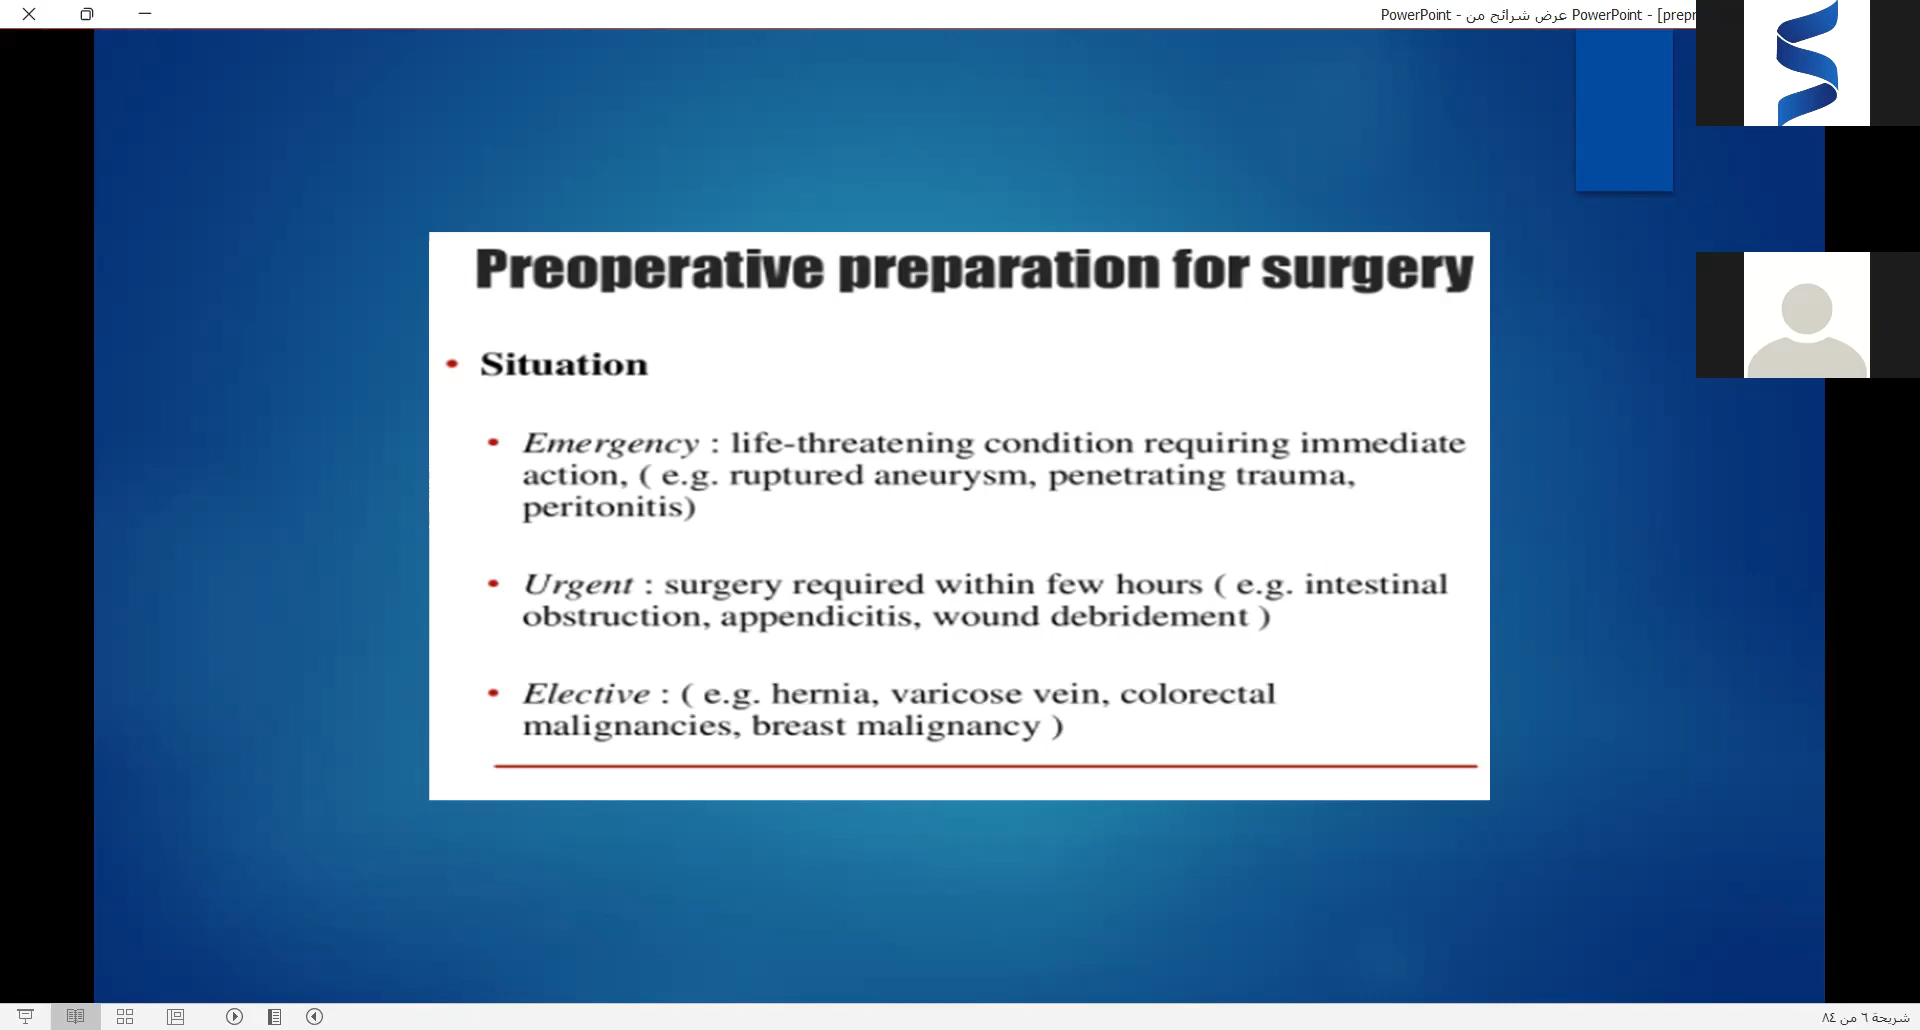 PowerPoint - عرض شرائح من PowerPoint - [prepr
Preoperative preparation for surgery
• Situation
• Emergency : life-threatening condition requiring immediate
action, ( e.g. ruptured aneurysm, penetrating trauma,
peritonitis)
• Urgent : surgery required within few hours ( e.g. intestinal
obstruction, appendicitis, wound debridement )
• Elective : ( e.g. hernia, varicose vein, colorectal
malignancies, breast malignancy )
شريحة ٦ من ٨٤